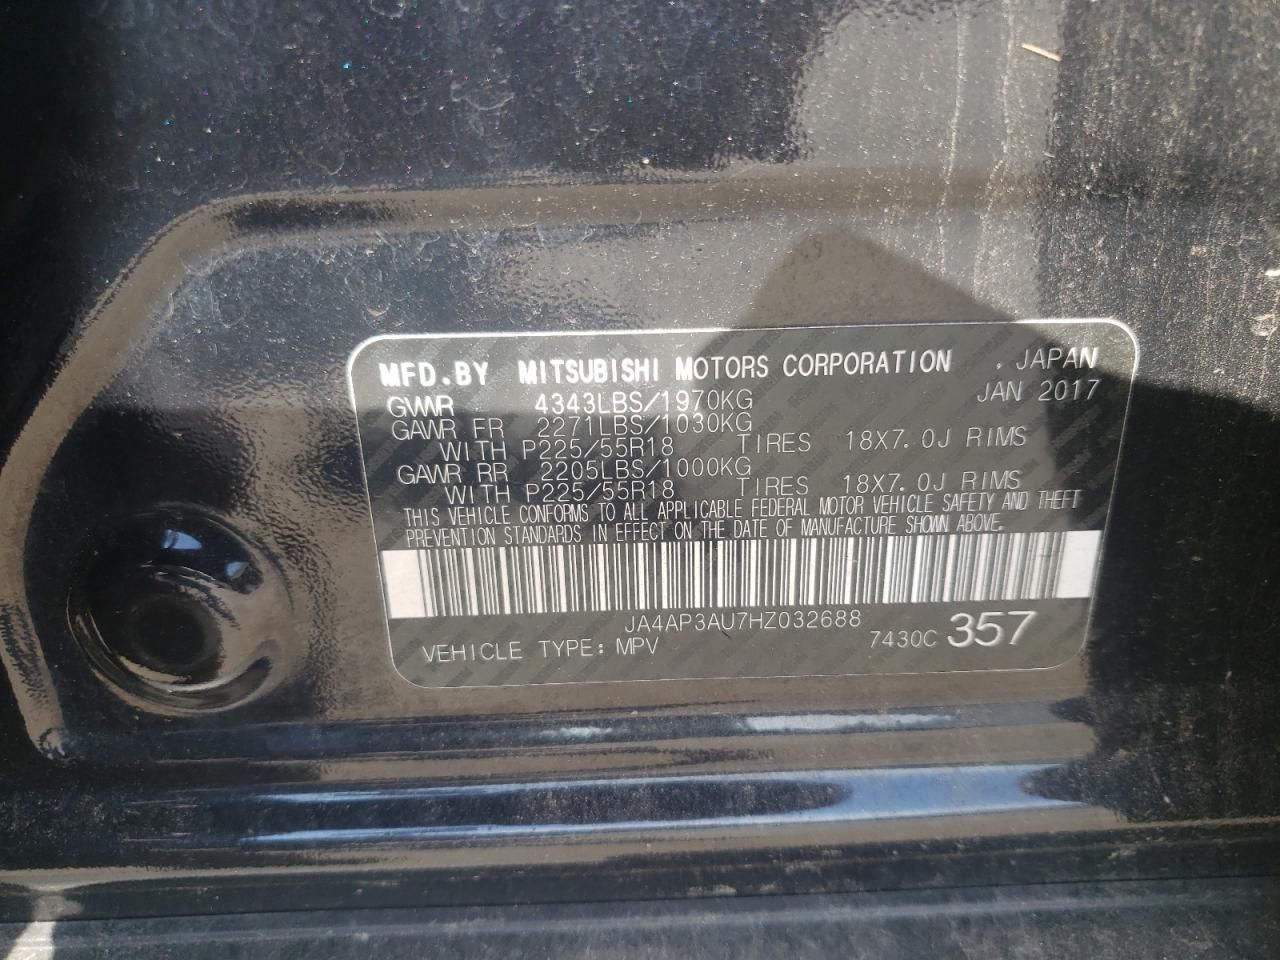 MFD.BY MITSUBISHI MOTORS CORPORATION . JAPAN
GVWR 4343LBS/1970KG JAN 2017
GAWR FR 2271LBS/1030KG
WITH P225/55R18 TIRES 18X7.0J RIMS
GAWR RR 2205LBS/1000KG
WITH P225/55R18 TIRES 18X7.0J RIMS
THIS VEHICLE CONFORMS TO ALL APPLICABLE FEDERAL MOTOR VEHICLE SAFETY AND THEFT
PREVENTION STANDARDS IN EFFECT ON THE DATE OF MANUFACTURE SHOWN ABOVE.
JA4AP3AU7HZ032688
VEHICLE TYPE: MPV 7430C 357